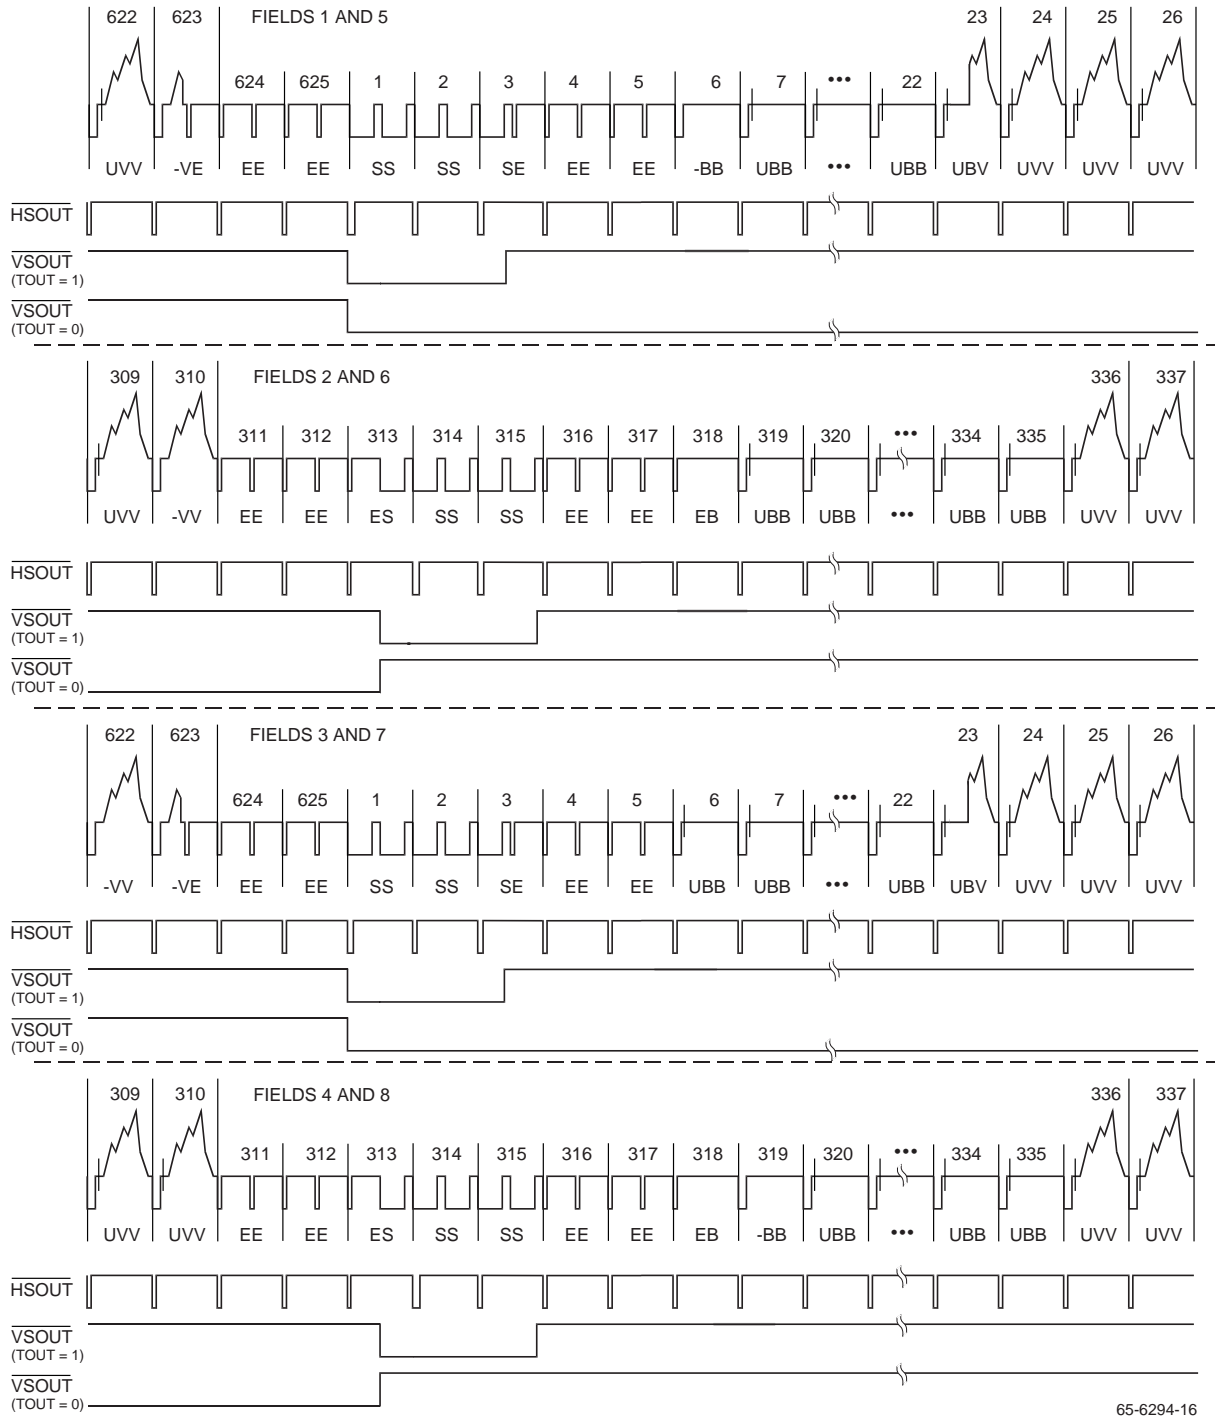 622 623 FIELDS 1 AND 5 23 24 25 26
624 625 1 2 3 4 5 6 7 ••• 22
UVV -VE EE EE SS SS SE EE EE -BB UBB ••• UBB UBV UVV UVV UVV
HSOUT
VSOUT
(TOUT = 1)
VSOUT
(TOUT = 0)
309 310 FIELDS 2 AND 6 336 337
311 312 313 314 315 316 317 318 319 320 ••• 334 335
UVV -VV EE EE ES SS SS EE EE EB UBB UBB ••• UBB UBB UVV UVV
HSOUT
VSOUT
(TOUT = 1)
VSOUT
(TOUT = 0)
622 623 FIELDS 3 AND 7 23 24 25 26
624 625 1 2 3 4 5 6 7 ••• 22
-VV -VE EE EE SS SS SE EE EE UBB UBB ••• UBB UBV UVV UVV UVV
HSOUT
VSOUT
(TOUT = 1)
VSOUT
(TOUT = 0)
309 310 FIELDS 4 AND 8 336 337
311 312 313 314 315 316 317 318 319 320 ••• 334 335
UVV UVV EE EE ES SS SS EE EE EB -BB UBB ••• UBB UBB UVV UVV
HSOUT
VSOUT
(TOUT = 1)
VSOUT
(TOUT = 0)
65-6294-16